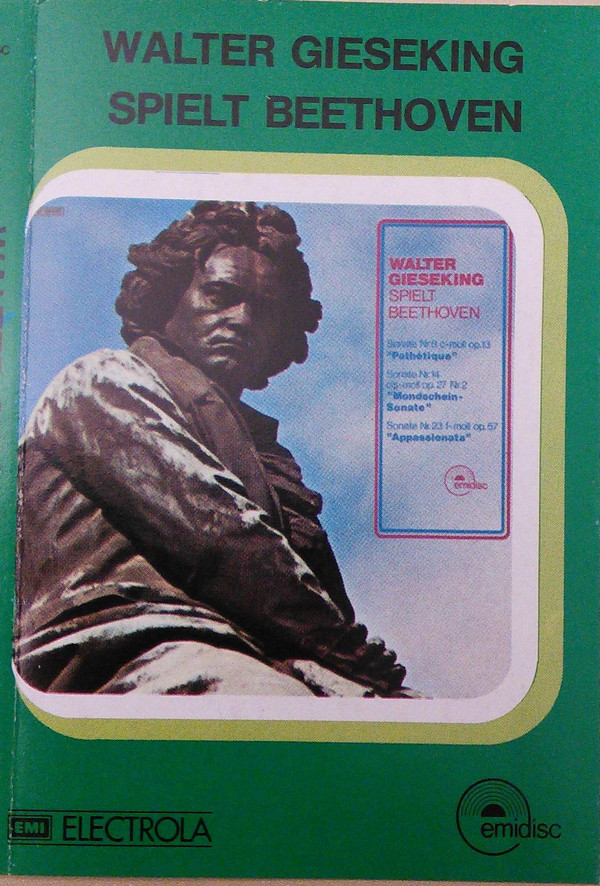 WALTER GIESEKING
SPIELT BEETHOVEN
WALTER
GIESEKING
SPIELT
BEETHOVEN
Sonate Nr. 8 c-moll op. 13
"Pathétique"
Sonate Nr. 14
cis-moll op. 27 Nr. 2
"Mondschein-
Sonate"
Sonate Nr. 23 f-moll op. 57
"Appassionata"
emidisc
EMI ELECTROLA
emidisc